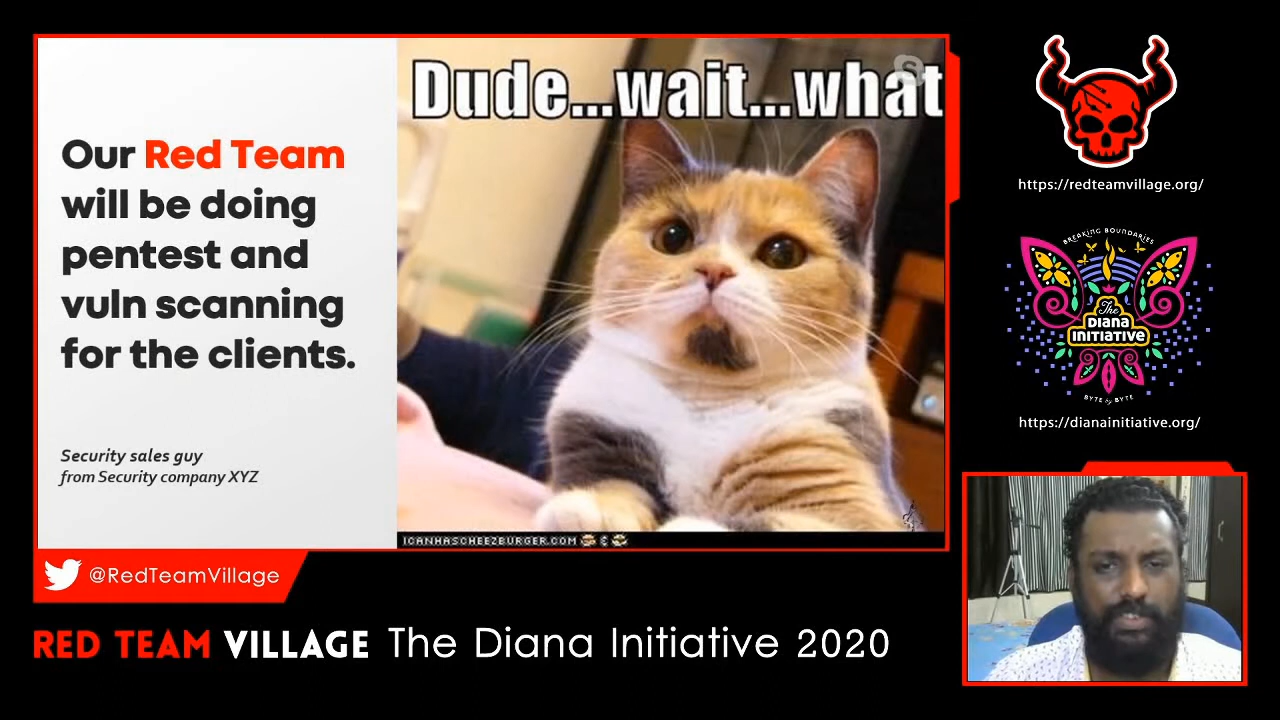 Our Red Team
will be doing
pentest and
vuln scanning
for the clients.
Security sales guy
from Security company XYZ
Dude...wait...what
ICANHASCHEEZBURGER.COM
@RedTeamVillage
RED TEAM VILLAGE The Diana Initiative 2020
https://redteamvillage.org/
BREAKING BOUNDARIES
The
DIANA
INITIATIVE
BYTE by BYTE
https://dianainitiative.org/